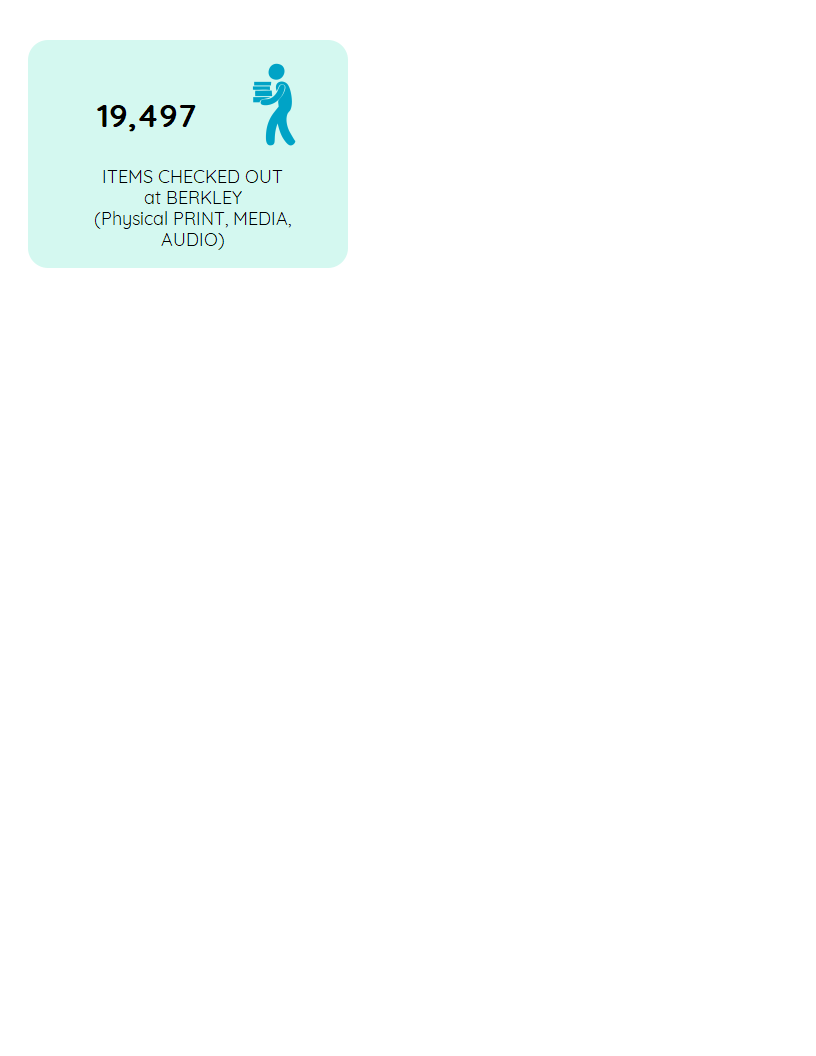 19,497
ITEMS CHECKED OUT
at BERKLEY
(Physical PRINT, MEDIA,
AUDIO)